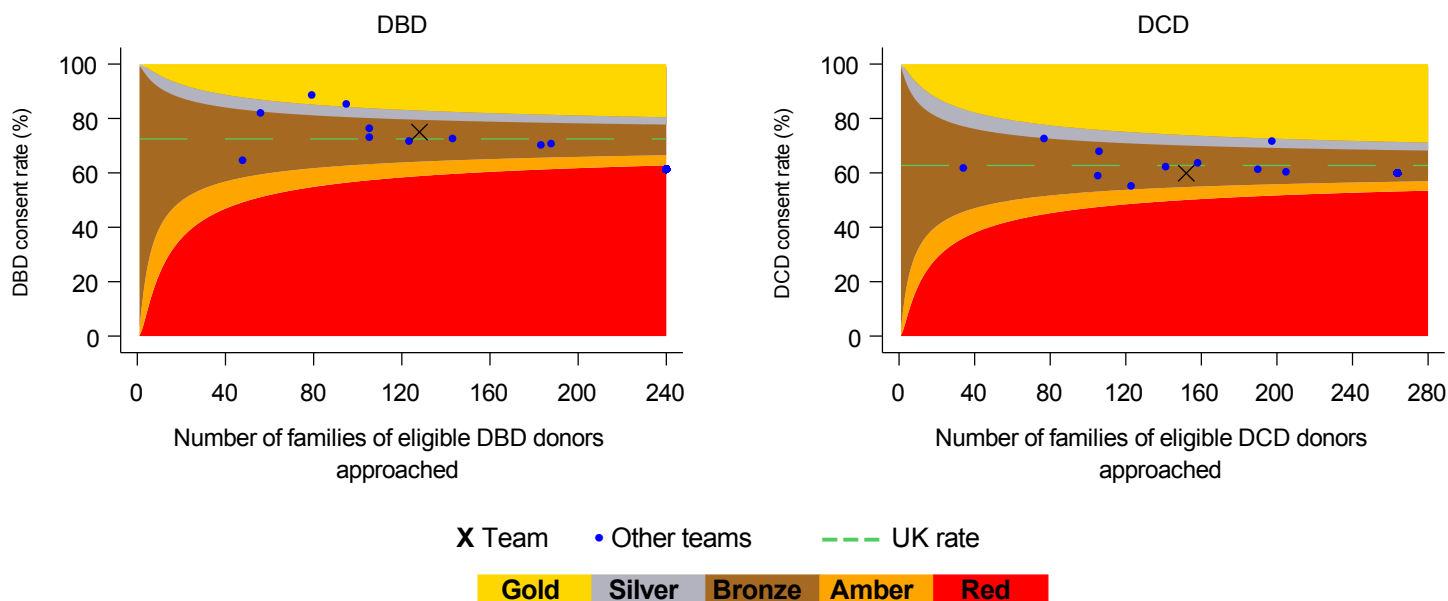 DBD
DBD consent rate (%)
100
80
60
40
20
0
0 40 80 120 160 200 240
Number of families of eligible DBD donors
approached
DCD
DCD consent rate (%)
100
80
60
40
20
0
0 40 80 120 160 200 240 280
Number of families of eligible DCD donors
approached
X Team Other teams UK rate
Gold Silver Bronze Amber Red